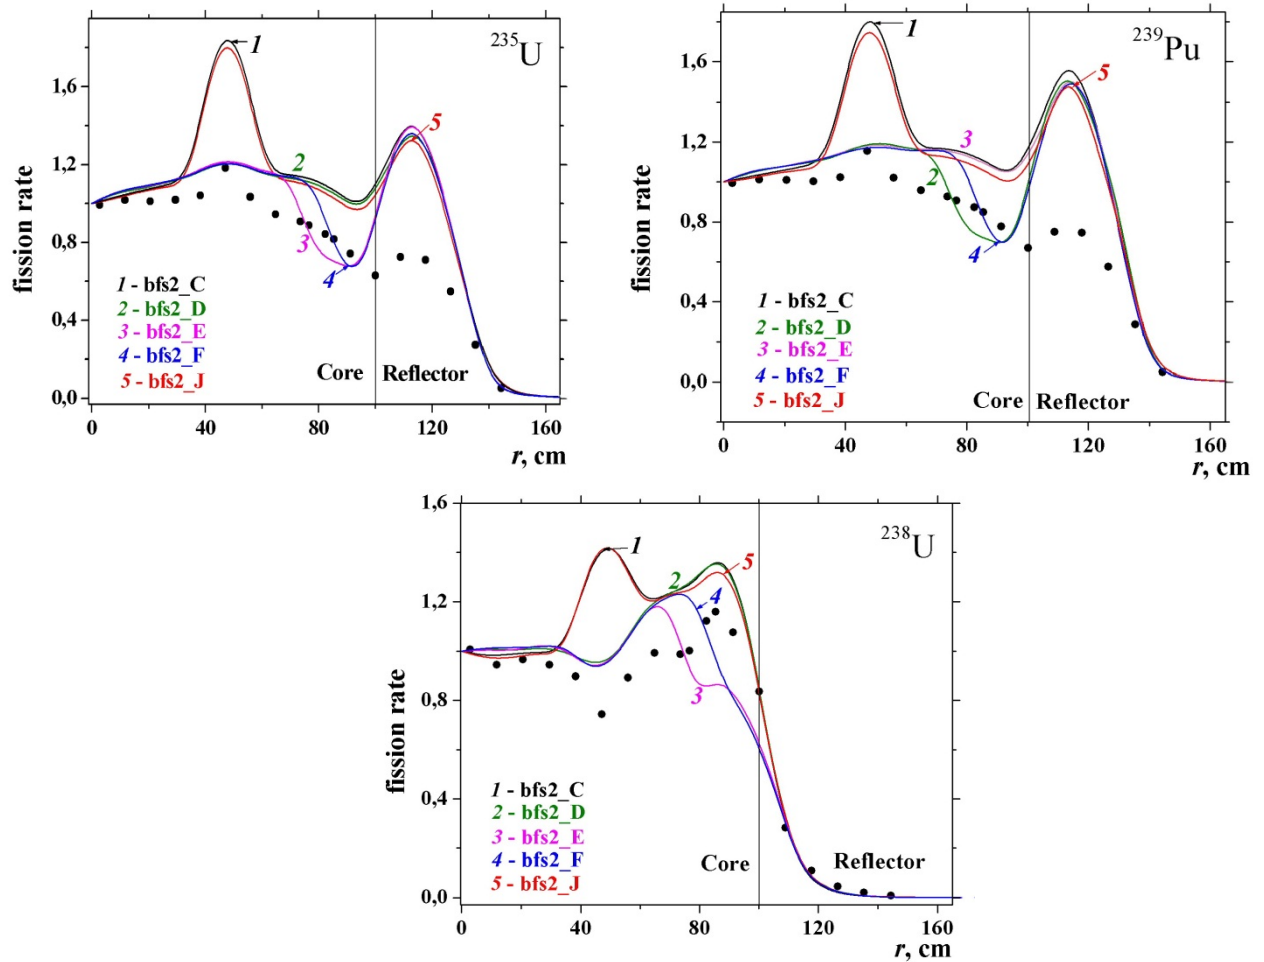 fission rate
235U
1
1,6
1,2
2
5
0,8
3
4
0,4
1 - bfs2_C
2 - bfs2_D
3 - bfs2_E
4 - bfs2_F
5 - bfs2_J
Core
Reflector
0,0
0
40
80
120
160
r, cm
fission rate
239Pu
1
1,6
5
3
1,2
2
0,8
4
0,4
1 - bfs2_C
2 - bfs2_D
3 - bfs2_E
4 - bfs2_F
5 - bfs2_J
Core
Reflector
0,0
0
40
80
120
160
r, cm
fission rate
1,6
238U
1
5
2
4
1,2
0,8
3
0,4
1 - bfs2_C
2 - bfs2_D
3 - bfs2_E
4 - bfs2_F
5 - bfs2_J
Core
Reflector
0,0
0
40
80
120
160
r, cm